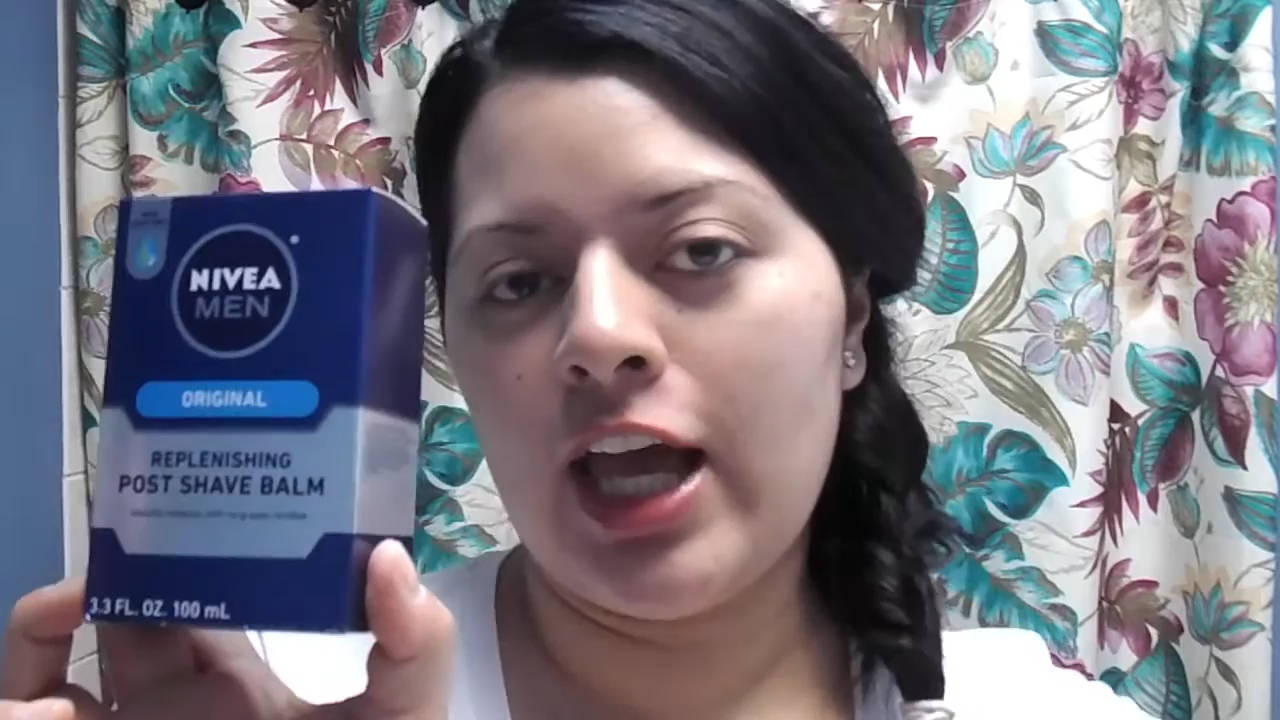 NIVEA
MEN
ORIGINAL
REPLENISHING
POST SHAVE BALM
3.3 FL. OZ. 100 mL